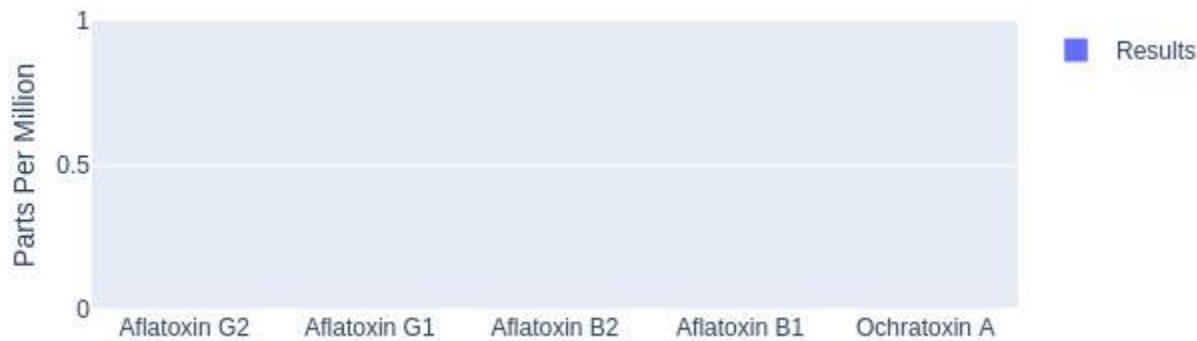 Parts Per Million
1
0.5
0
Aflatoxin G2
Aflatoxin G1
Aflatoxin B2
Aflatoxin B1
Ochratoxin A
Results